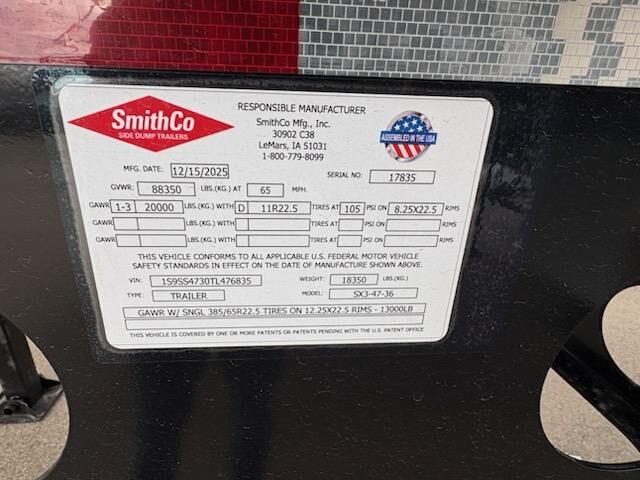 SmithCo
SIDE DUMP TRAILERS
RESPONSIBLE MANUFACTURER
SmithCo Mfg., Inc.
30902 C38
LeMars, IA 51031
1-800-779-8099
ASSEMBLED IN THE USA
MFG. DATE: 12/15/2025 SERIAL NO: 17835
GVWR: 88350 LBS.(KG.) AT 65 MPH.
GAWR 1-3 20000 LBS.(KG.) WITH D 11R22.5 TIRES AT 105 PSI ON 8.25X22.5 RIMS
GAWR LBS.(KG.) WITH TIRES AT PSI ON RIMS
GAWR LBS.(KG.) WITH TIRES AT PSI ON RIMS
THIS VEHICLE CONFORMS TO ALL APPLICABLE U.S. FEDERAL MOTOR VEHICLE
SAFETY STANDARDS IN EFFECT ON THE DATE OF MANUFACTURE SHOWN ABOVE.
VIN: 1S9SS4730TL476835 WEIGHT: 18350 LBS.(KG.)
TYPE: TRAILER MODEL: SX3-47-36
GAWR W/ SNGL 385/65R22.5 TIRES ON 12.25X22.5 RIMS - 13000LB
THIS VEHICLE IS COVERED BY ONE OR MORE PATENTS OR PATENTS PENDING WITH THE U.S. PATENT OFFICE